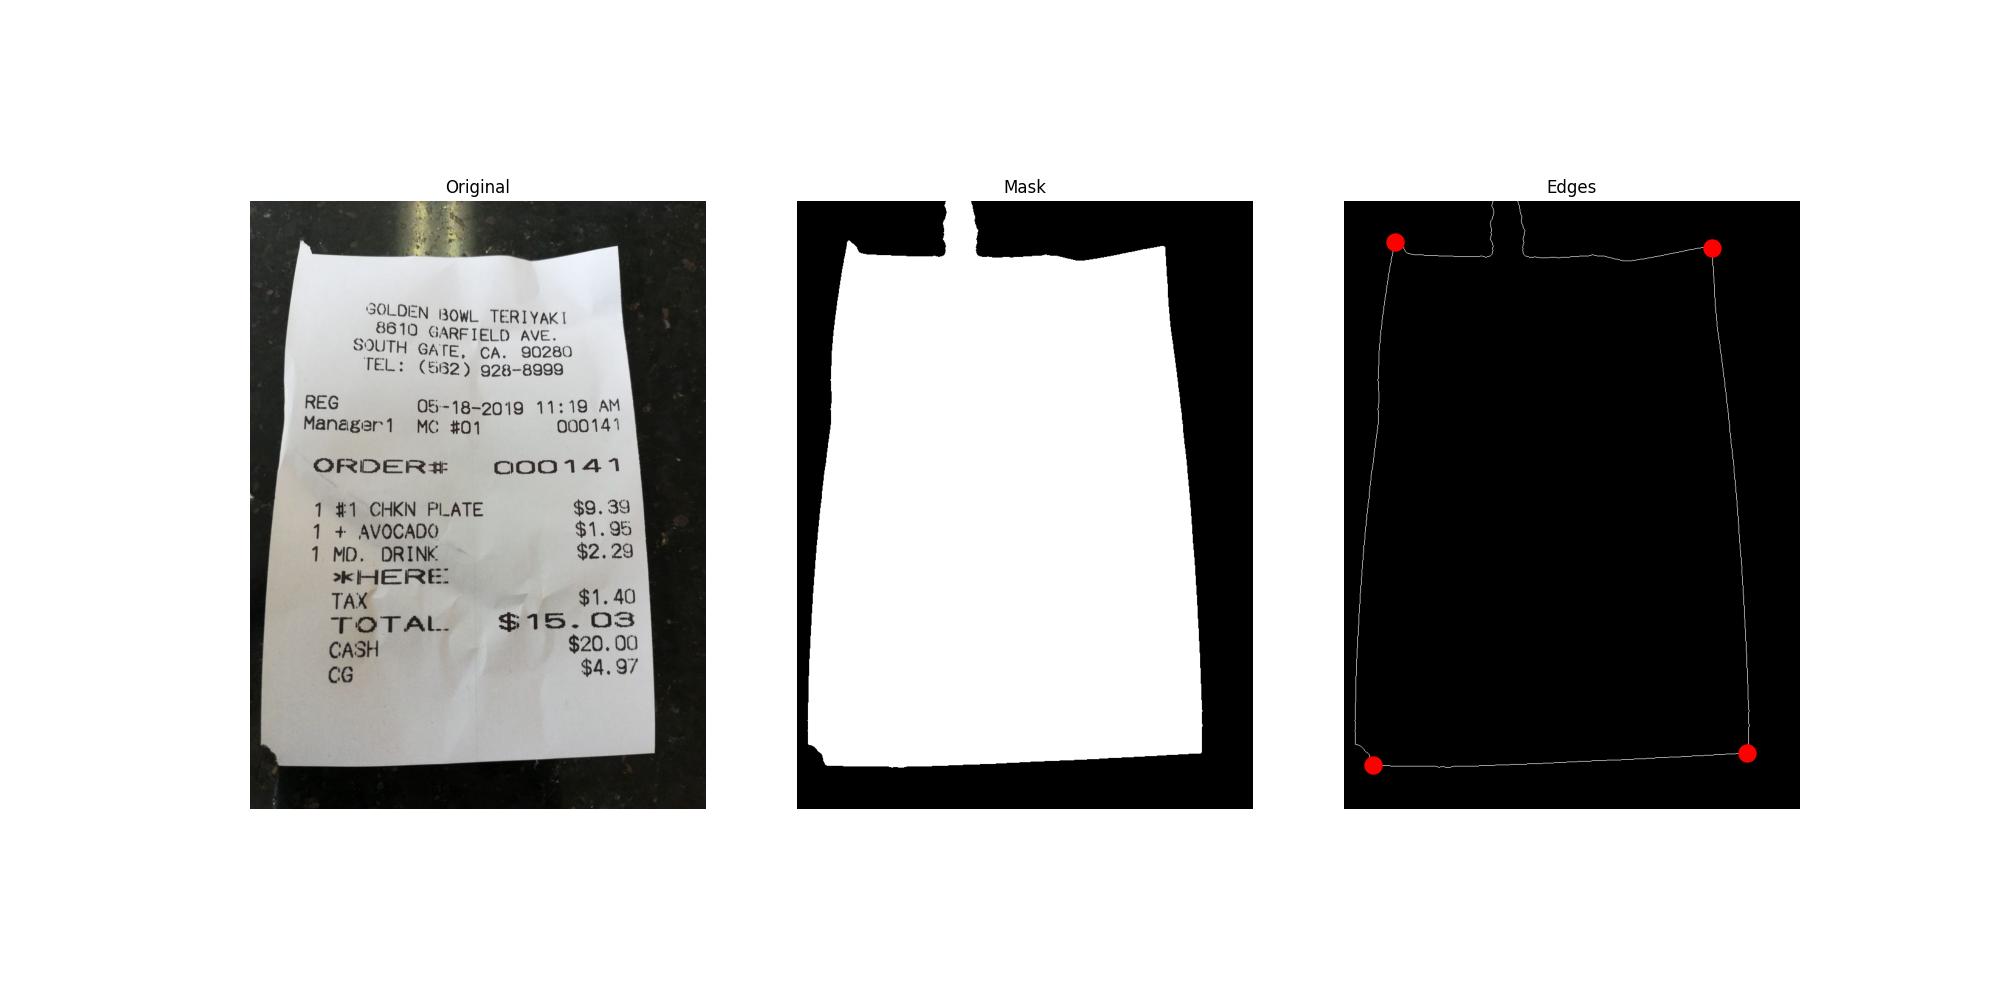 Original
Mask
Edges
GOLDEN BOWL TERIYAKI
8610 GARFIELD AVE.
SOUTH GATE, CA. 90280
TEL: (562) 928-8999
REG 05-18-2019 11:19 AM
Manager1 MC #01 000141
ORDER# 000141
1 #1 CHKN PLATE $9.39
1 + AVOCADO $1.95
1 MD. DRINK $2.29
*HERE
TAX $1.40
TOTAL $15.03
CASH $20.00
CG $4.97